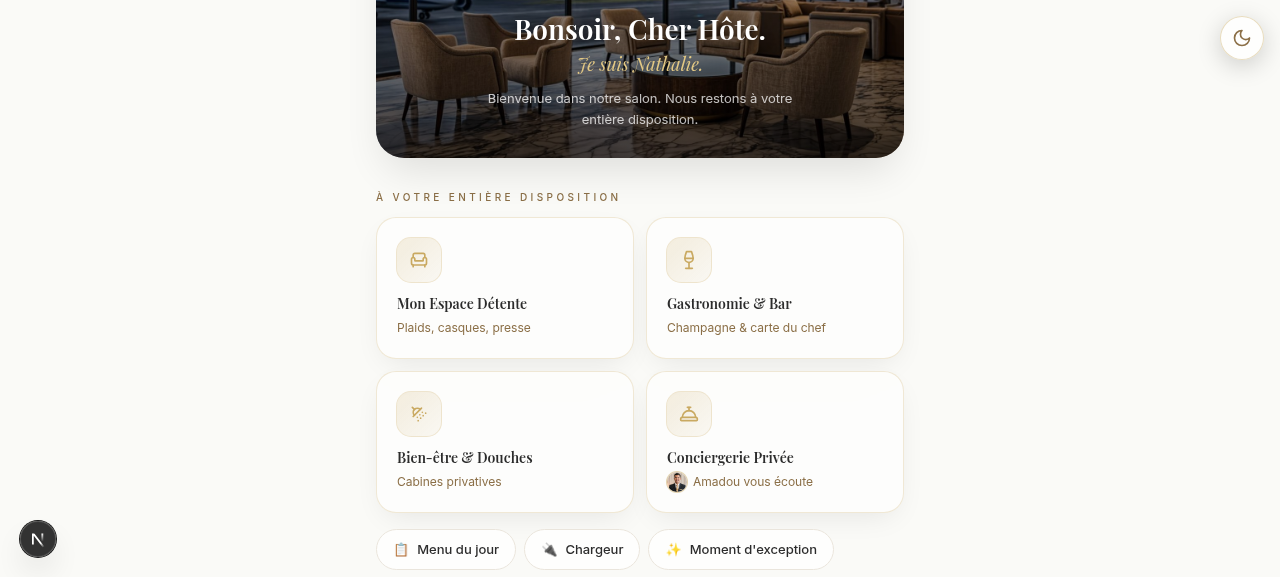 Bonsoir, Cher Hôte.
Je suis Nathalie.
Bienvenue dans notre salon. Nous restons à votre
entière disposition.
À VOTRE ENTIÈRE DISPOSITION
Mon Espace Détente
Plaids, casques, presse
Gastronomie & Bar
Champagne & carte du chef
Bien-être & Douches
Cabines privatives
Conciergerie Privée
Amadou vous écoute
N
Menu du jour
Chargeur
Moment d'exception